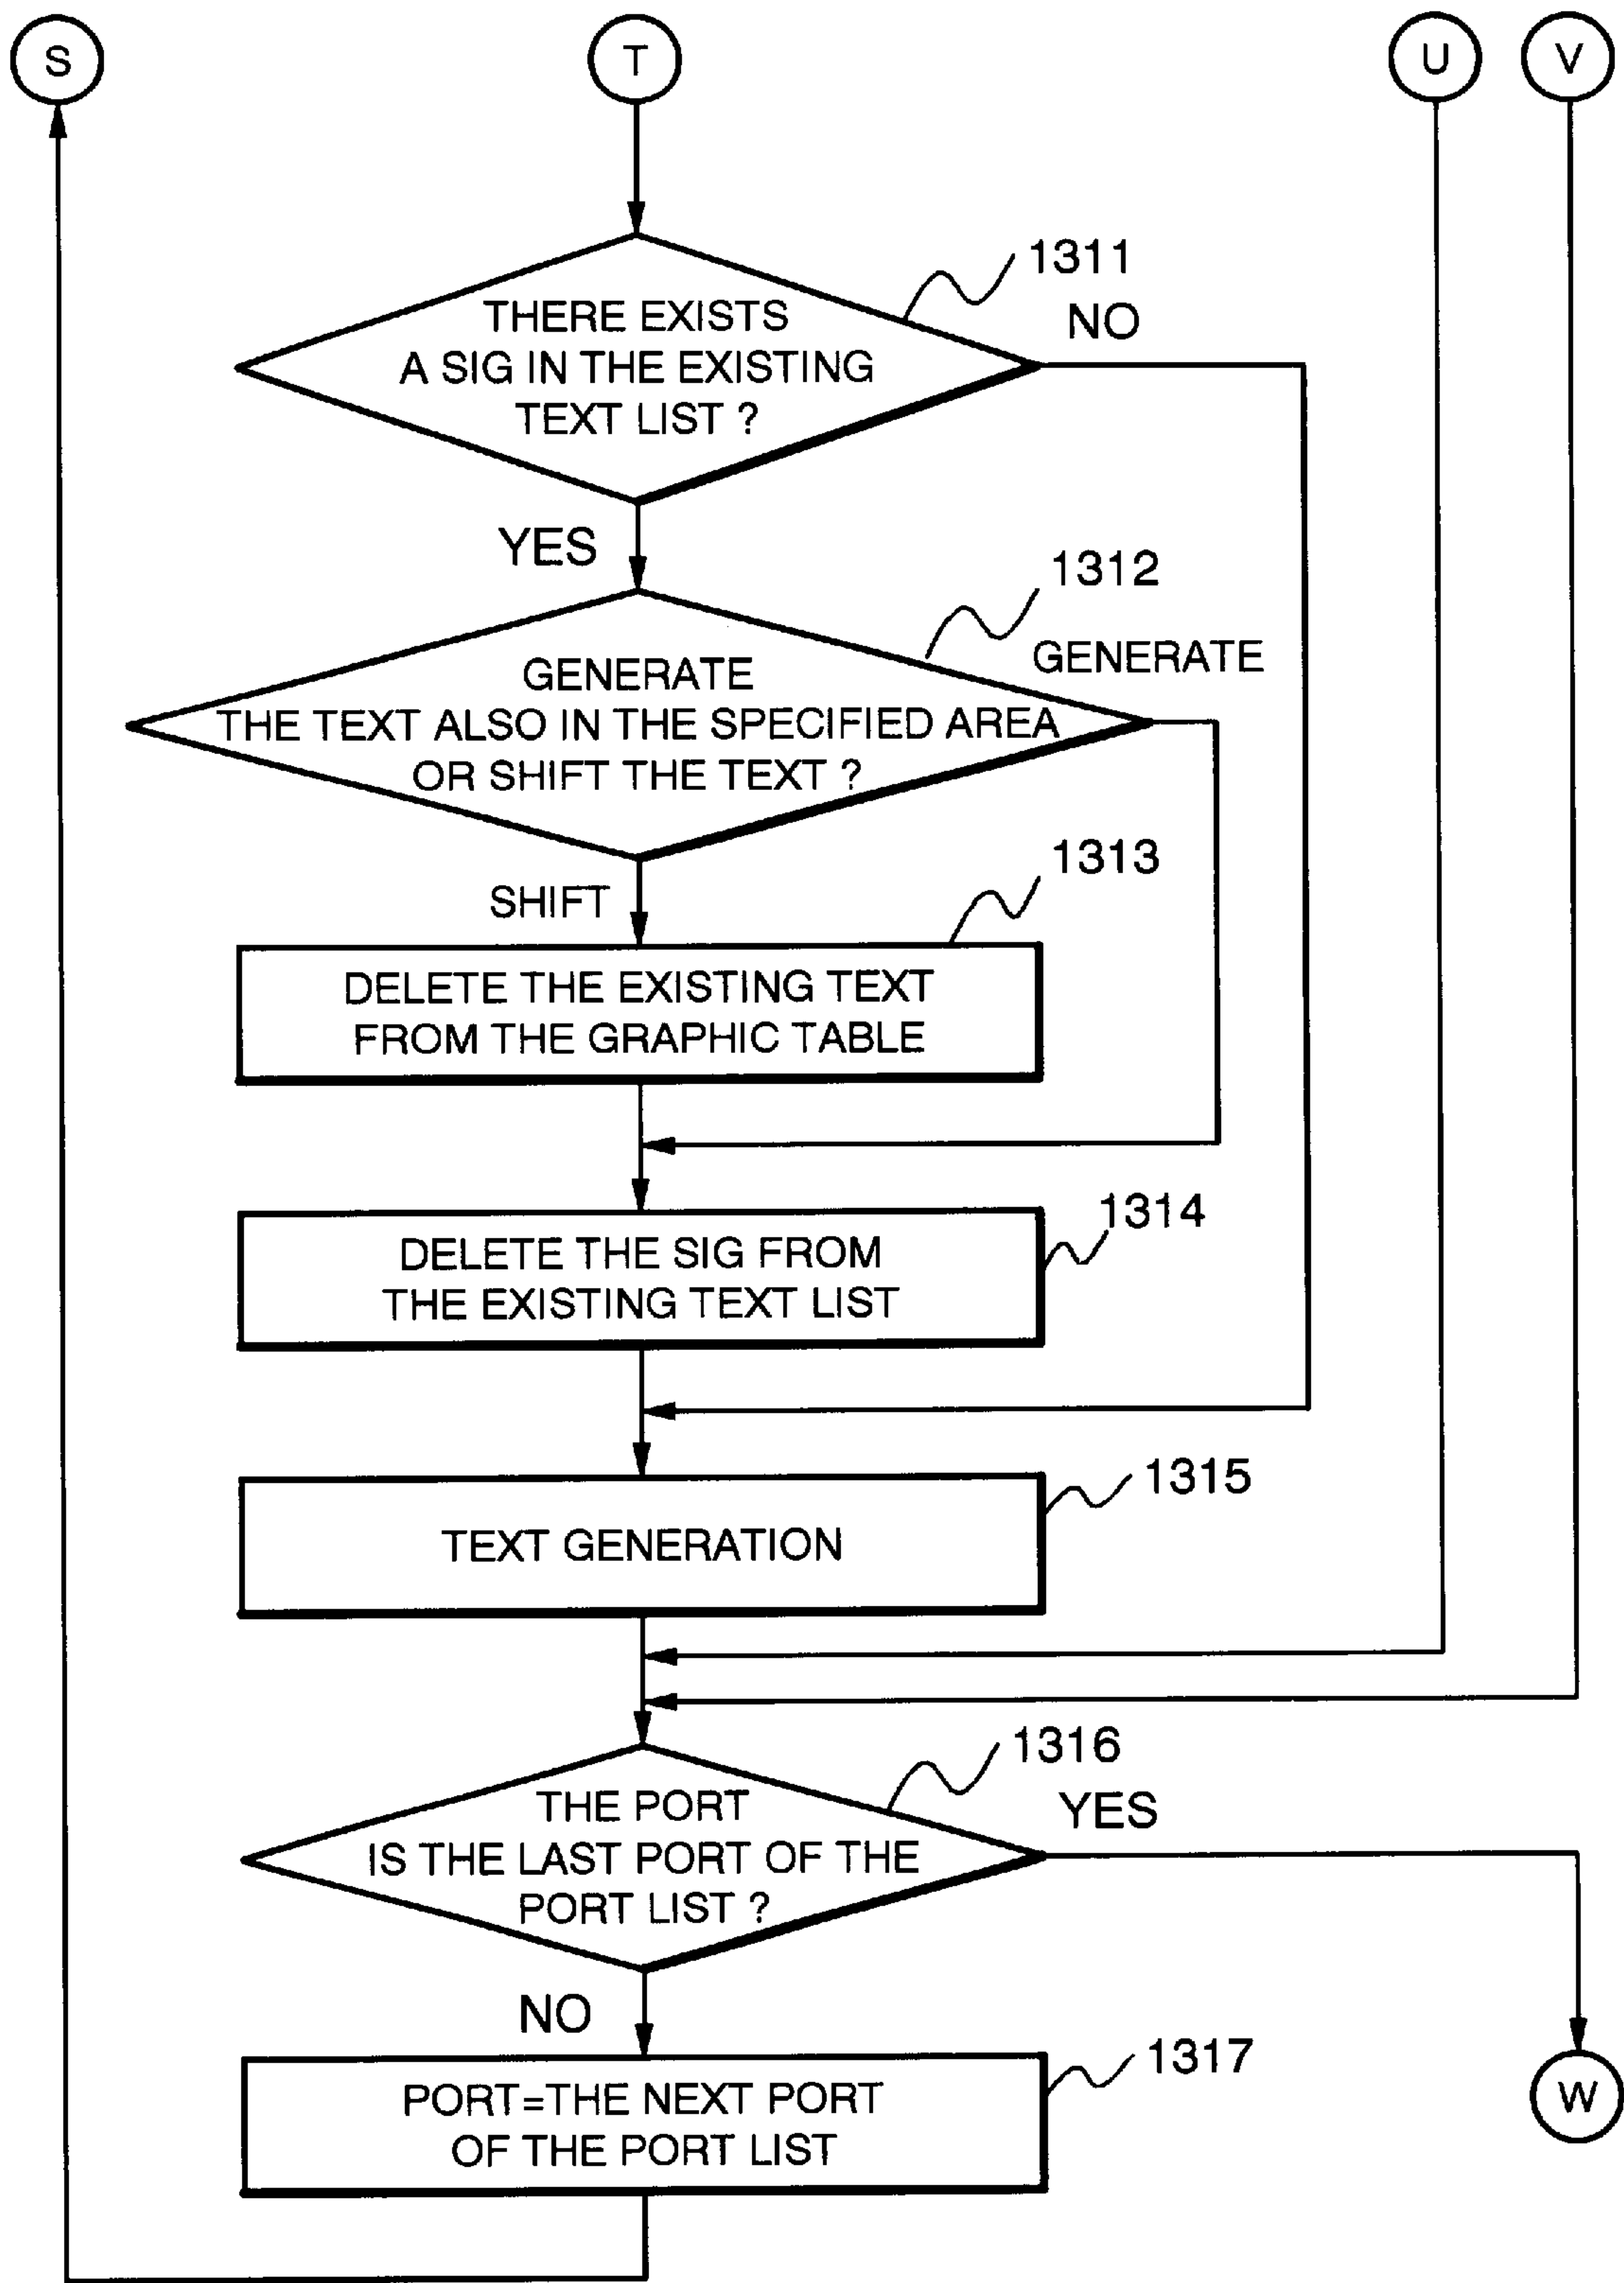 S
T
U
V
1311
THERE EXISTS
A SIG IN THE EXISTING
TEXT LIST ?
NO
YES
1312
GENERATE
THE TEXT ALSO IN THE SPECIFIED AREA
OR SHIFT THE TEXT ?
GENERATE
SHIFT
1313
DELETE THE EXISTING TEXT
FROM THE GRAPHIC TABLE
1314
DELETE THE SIG FROM
THE EXISTING TEXT LIST
1315
TEXT GENERATION
1316
THE PORT
IS THE LAST PORT OF THE
PORT LIST ?
YES
NO
1317
PORT=THE NEXT PORT
OF THE PORT LIST
W